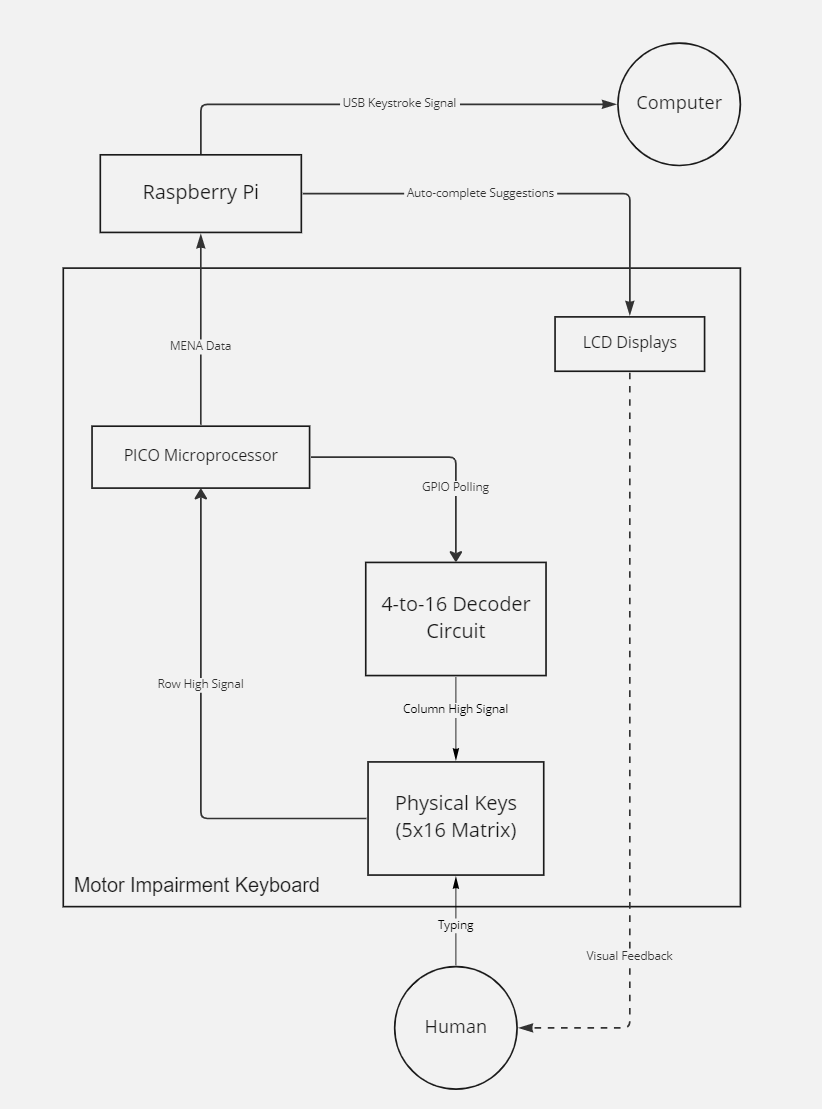 USB Keystroke Signal
Computer
Raspberry Pi
Auto-complete Suggestions
MENA Data
LCD Displays
PICO Microprocessor
GPIO Polling
4-to-16 Decoder
Circuit
Row High Signal
Column High Signal
Physical Keys
(5x16 Matrix)
Motor Impairment Keyboard
Typing
Visual Feedback
Human